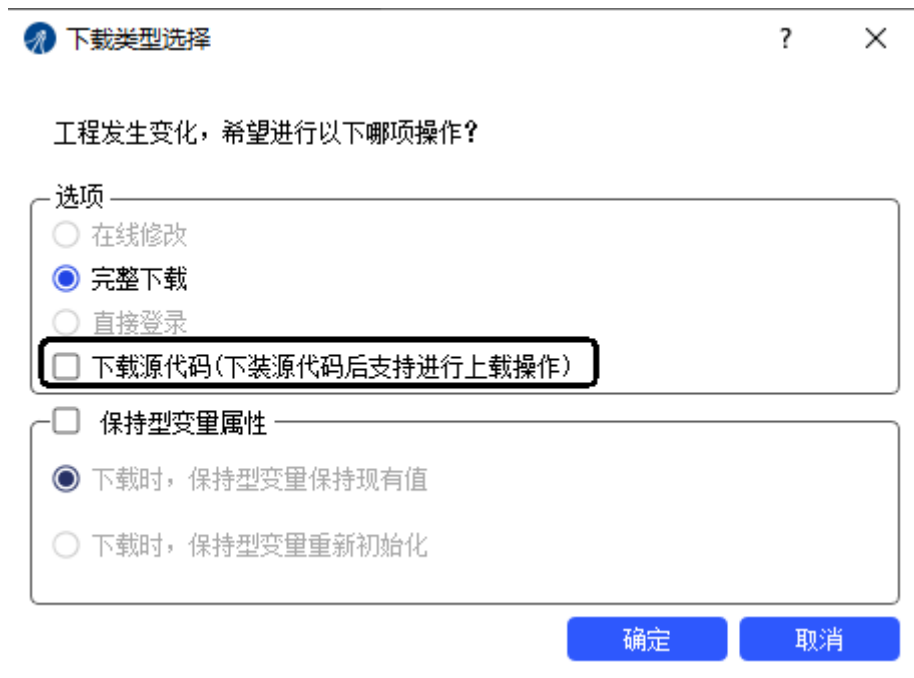 下载类型选择
工程发生变化，希望进行以下哪项操作?
选项
在线修改
完整下载
直接登录
下载源代码(下装源代码后支持进行上载操作)
保持型变量属性
下载时，保持型变量保持现有值
下载时，保持型变量重新初始化
确定 取消